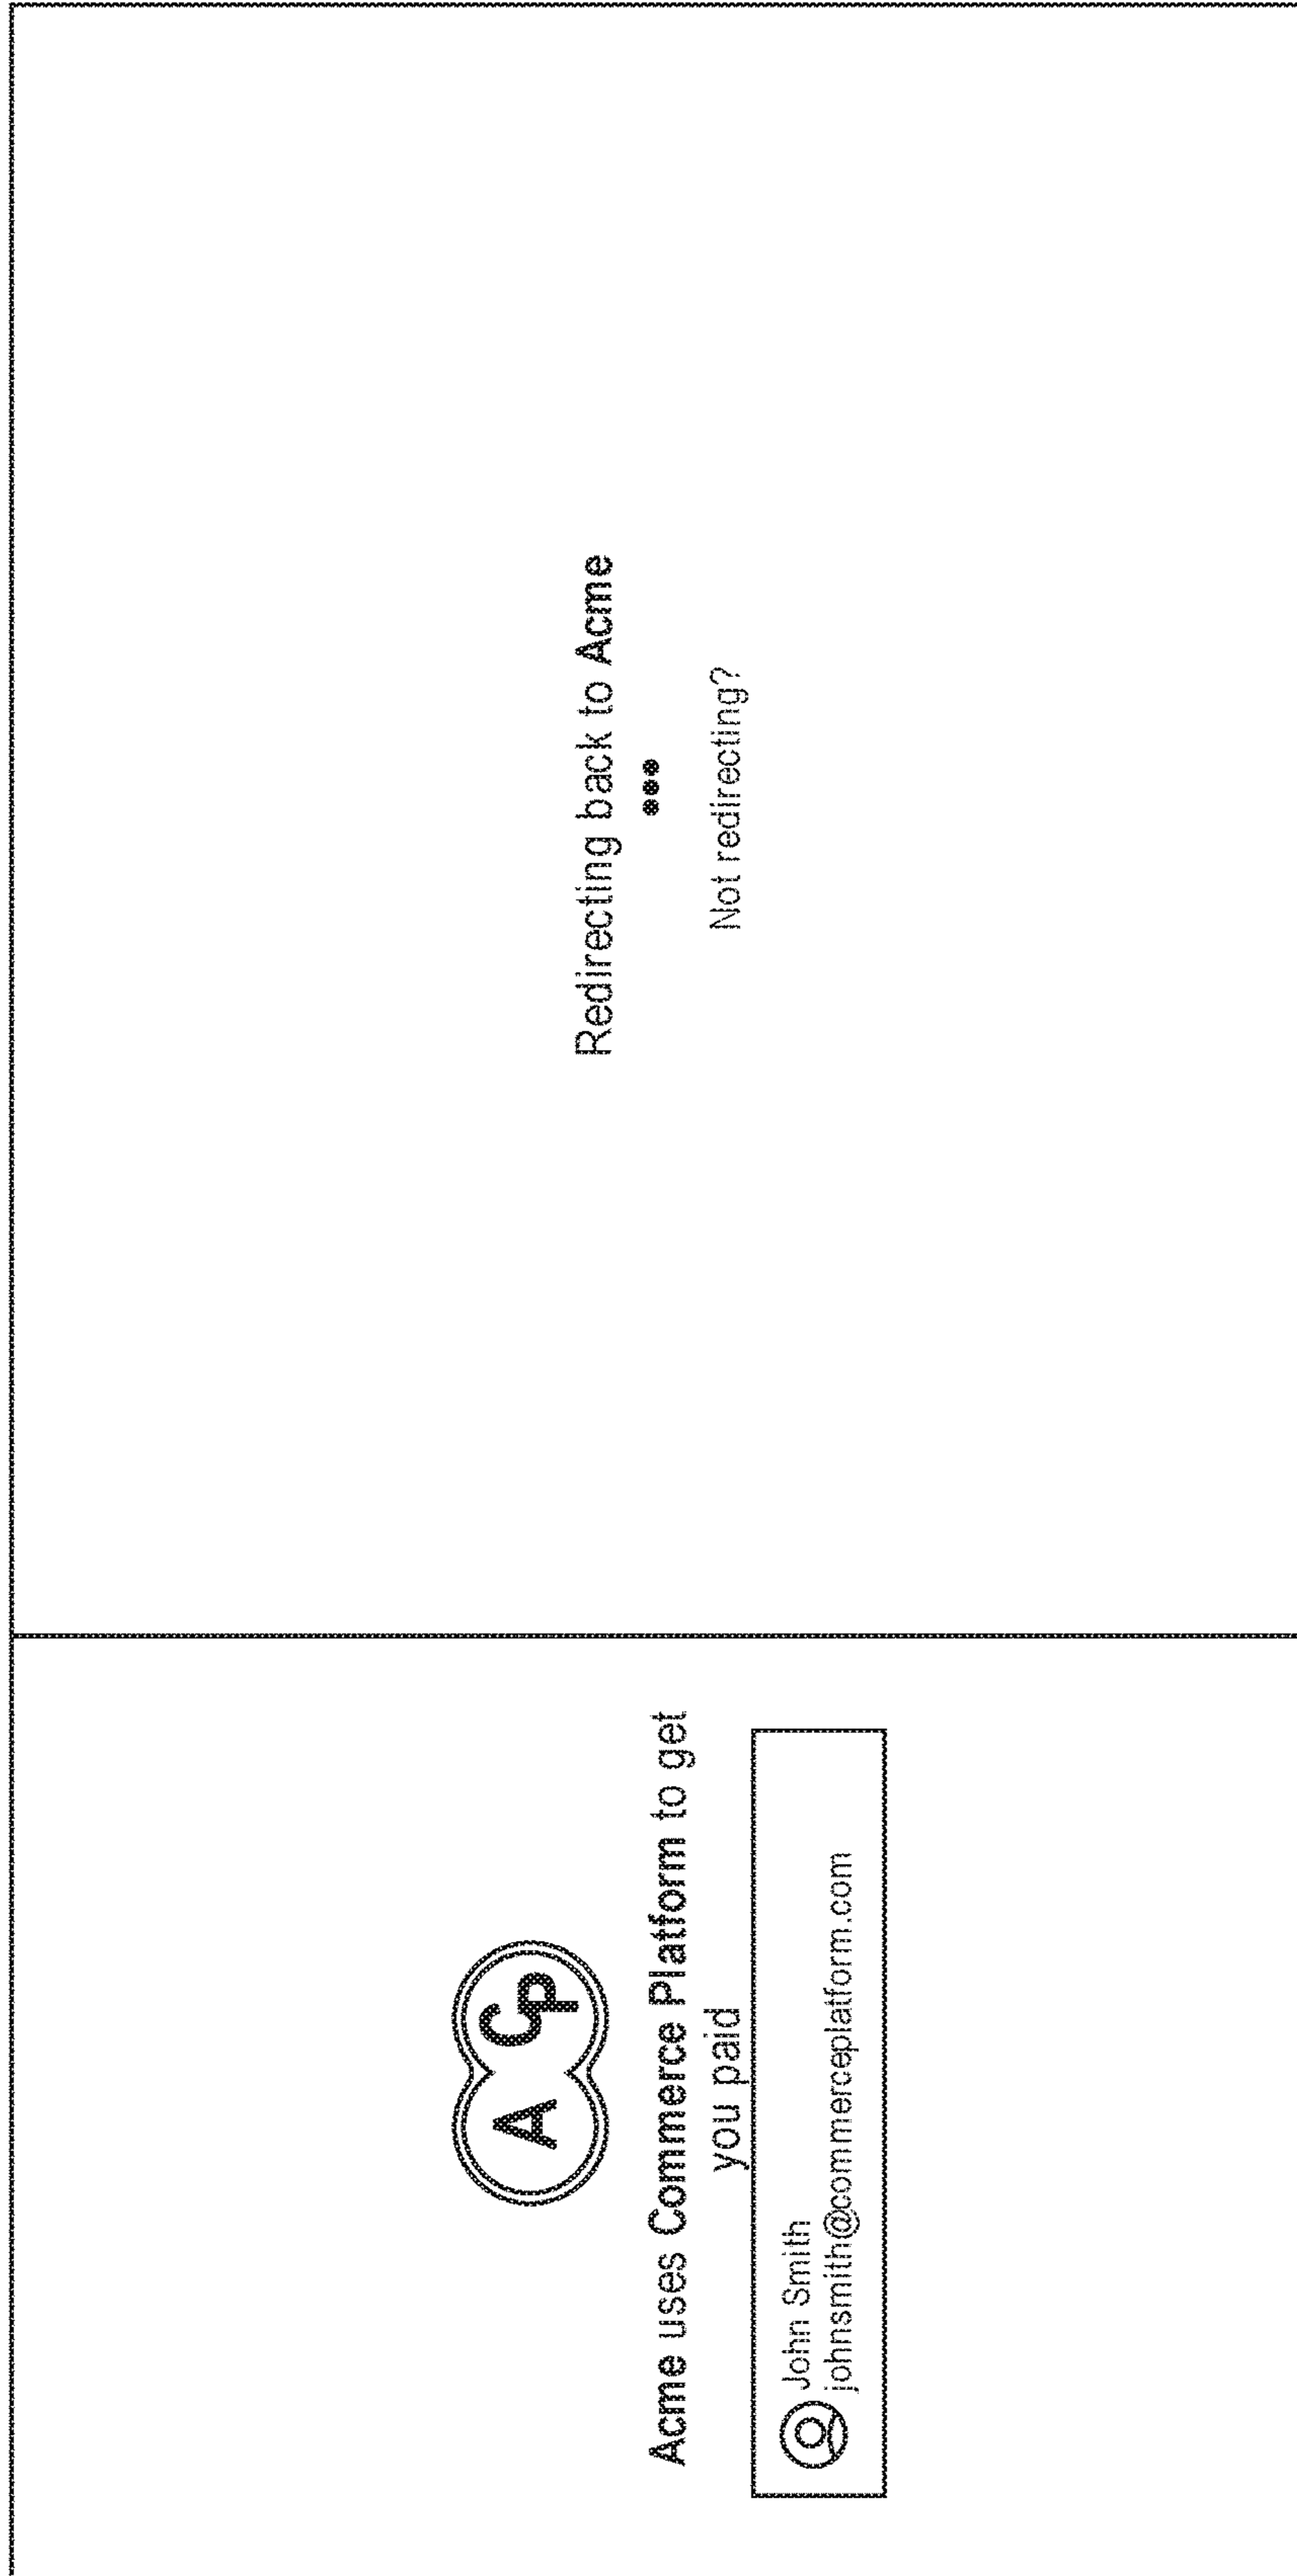 A Cp
Acme uses Commerce Platform to get
you paid
John Smith
johnsmith@commerceplatform.com
Redirecting back to Acme
Not redirecting?